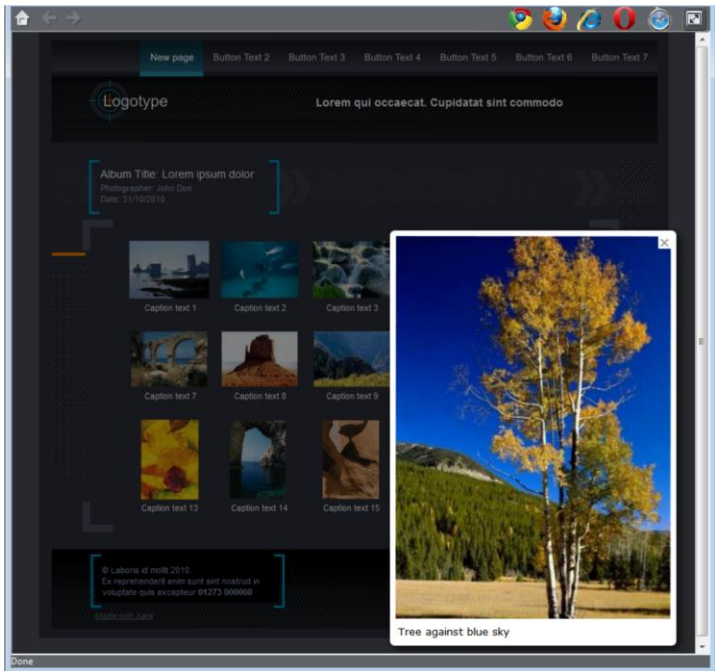 New page Button Text 2 Button Text 3 Button Text 4 Button Text 5 Button Text 6 Button Text 7
Logotype
Lorem qui occaecat. Cupidatat sint commodo
Album Title: Lorem ipsum dolor
Photographer: John Doe
Data: 31/10/2010
Caption text 1 Caption text 2 Caption text 3
Caption text 7 Caption text 8 Caption text 9
Caption text 13 Caption text 14 Caption text 15
Tree against blue sky
© Laboris id mollit 2010.
Ex reprehenderit enim sunt sint nostrud in
voluptate quis excepteur 01273 000000
Made with Xara
Done